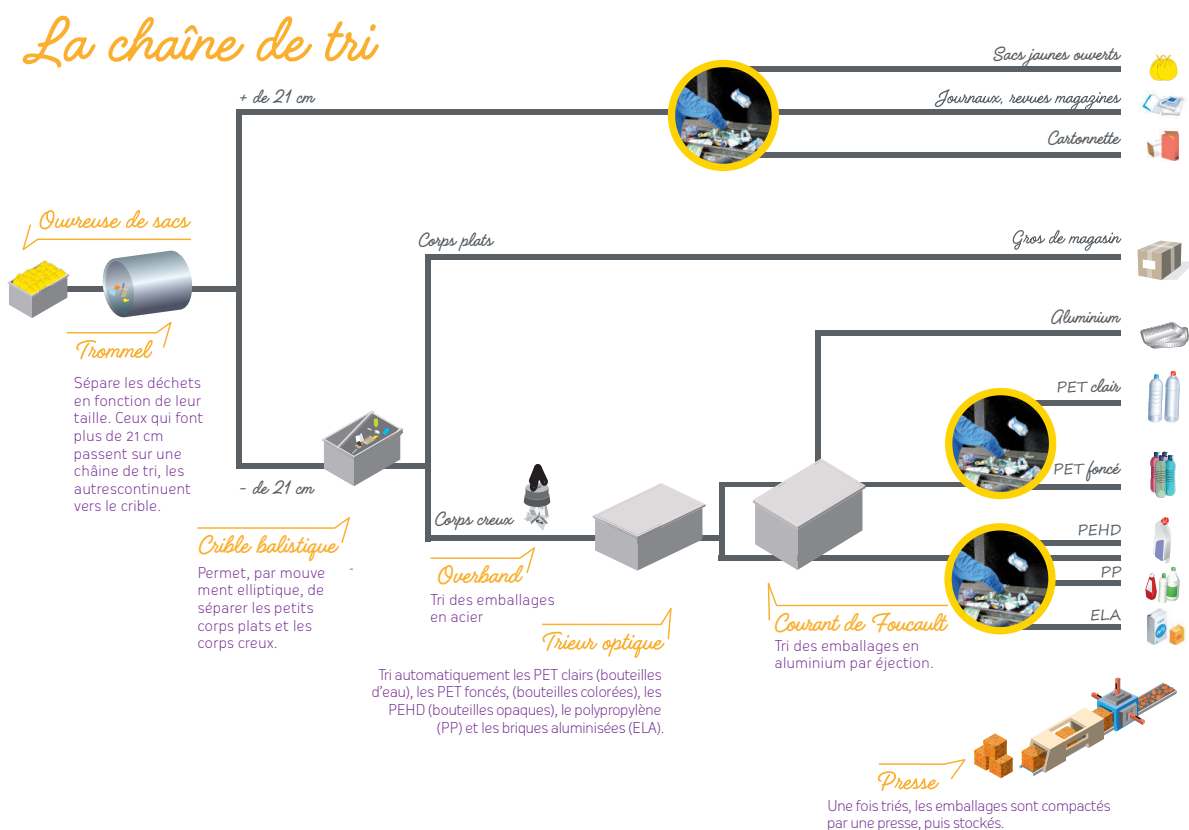 La chaîne de tri
+ de 21 cm
Sacs jaunes ouverts
Journaux, revues magazines
Cartonnette
Ouvreuse de sacs
Corps plats
Gros de magasin
Trommel
Sépare les déchets
en fonction de leur
taille. Ceux qui font
plus de 21 cm
passent sur une
châine de tri, les
autrescontinuent
vers le crible.
Aluminium
PET clair
PET foncé
- de 21 cm
Crible balistique
Permet, par mouve
ment elliptique, de
séparer les petits
corps plats et les
corps creux.
-
Corps creux
Overband
Tri des emballages
en acier
Trieur optique
Tri automatiquement les PET clairs (bouteilles
d'eau), les PET foncés, (bouteilles colorées), les
PEHD (bouteilles opaques), le polypropylène
(PP) et les briques aluminisées (ELA).
PEHD
PP
ELA
Courant de Foucault
Tri des emballages en
aluminium par éjection.
Presse
Une fois triés, les emballages sont compactés
par une presse, puis stockés.